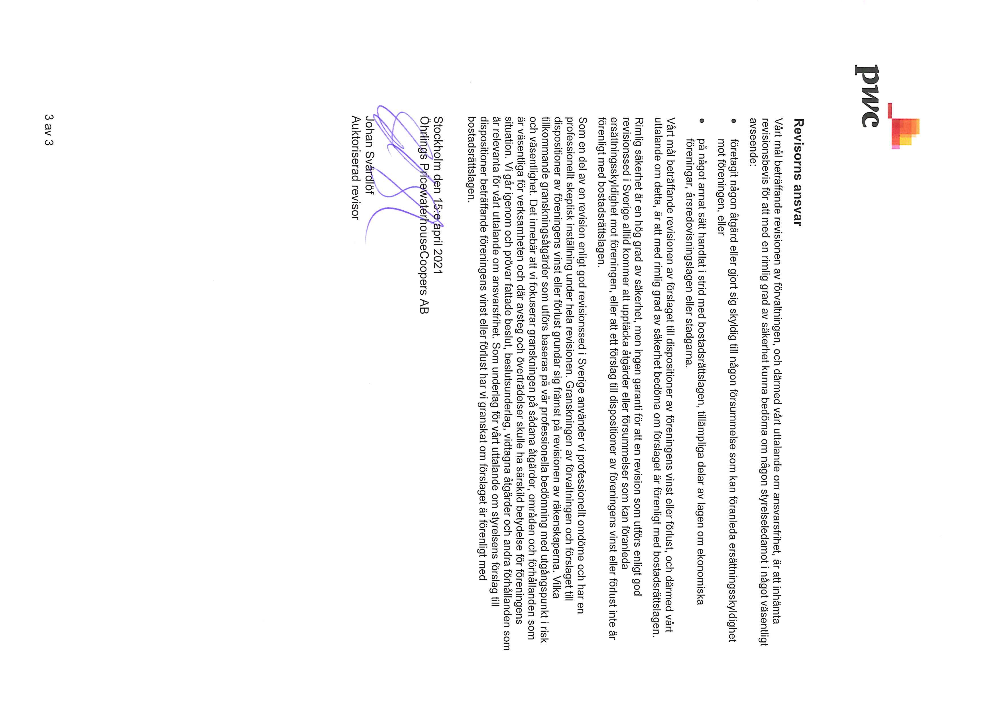 pwc
Revisorns ansvar
Vårt mål beträffande revisionen av förvaltningen, och därmed vårt uttalande om ansvarsfrihet, är att inhämta
revisionsbevis för att med en rimlig grad av säkerhet kunna bedöma om någon styrelseledamot i något väsentligt
avseende:
• företagit någon åtgärd eller gjort sig skyldig till någon försummelse som kan föranleda ersättningsskyldighet
mot föreningen, eller
• på något annat sätt handlat i strid med bostadsrättslagen, tillämpliga delar av lagen om ekonomiska
föreningar, årsredovisningslagen eller stadgarna.
Vårt mål beträffande revisionen av förslaget till dispositioner av föreningens vinst eller förlust, och därmed vårt
uttalande om detta, är att med rimlig grad av säkerhet bedöma om förslaget är förenligt med bostadsrättslagen.
Rimlig säkerhet är en hög grad av säkerhet, men ingen garanti för att en revision som utförs enligt god
revisionssed i Sverige alltid kommer att upptäcka åtgärder eller försummelser som kan föranleda
ersättningsskyldighet mot föreningen, eller att ett förslag till dispositioner av föreningens vinst eller förlust inte är
förenligt med bostadsrättslagen.
Som en del av en revision enligt god revisionssed i Sverige använder vi professionellt omdöme och har en
professionellt skeptisk inställning under hela revisionen. Granskningen av förvaltningen och förslaget till
dispositioner av föreningens vinst eller förlust grundar sig främst på revisionen av räkenskaperna. Vilka
tillkommande granskningsåtgärder som utförs baseras på vår professionella bedömning med utgångspunkt i risk
och väsentlighet. Det innebär att vi fokuserar granskningen på sådana åtgärder, områden och förhållanden som
är väsentliga för verksamheten och där avsteg och överträdelser skulle ha särskild betydelse för föreningens
situation. Vi går igenom och prövar fattade beslut, beslutsunderlag, vidtagna åtgärder och andra förhållanden som
är relevanta för vårt uttalande om ansvarsfrihet. Som underlag för vårt uttalande om styrelsens förslag till
dispositioner beträffande föreningens vinst eller förlust har vi granskat om förslaget är förenligt med
bostadsrättslagen.
Stockholm den 15:e april 2021
Öhrlings PricewaterhouseCoopers AB
Johan Svärdlöf
Auktoriserad revisor
3 av 3